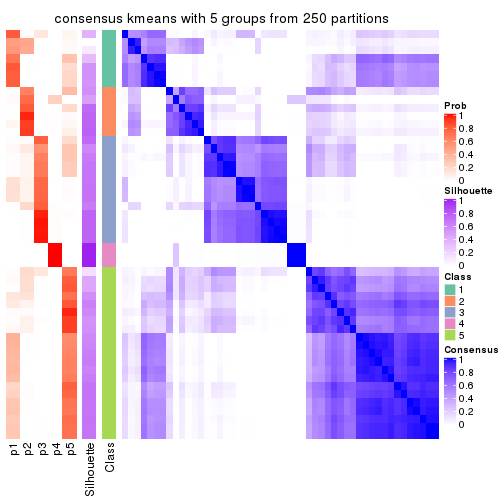 consensus kmeans with 5 groups from 250 partitions
Prob
1
0.8
0.6
0.4
0.2
0
Silhouette
1
0.8
0.6
0.4
0.2
0
Class
1
2
3
4
5
Consensus
1
0.8
0.6
0.4
0.2
0
p1
p2
p3
p4
p5
Silhouette
Class